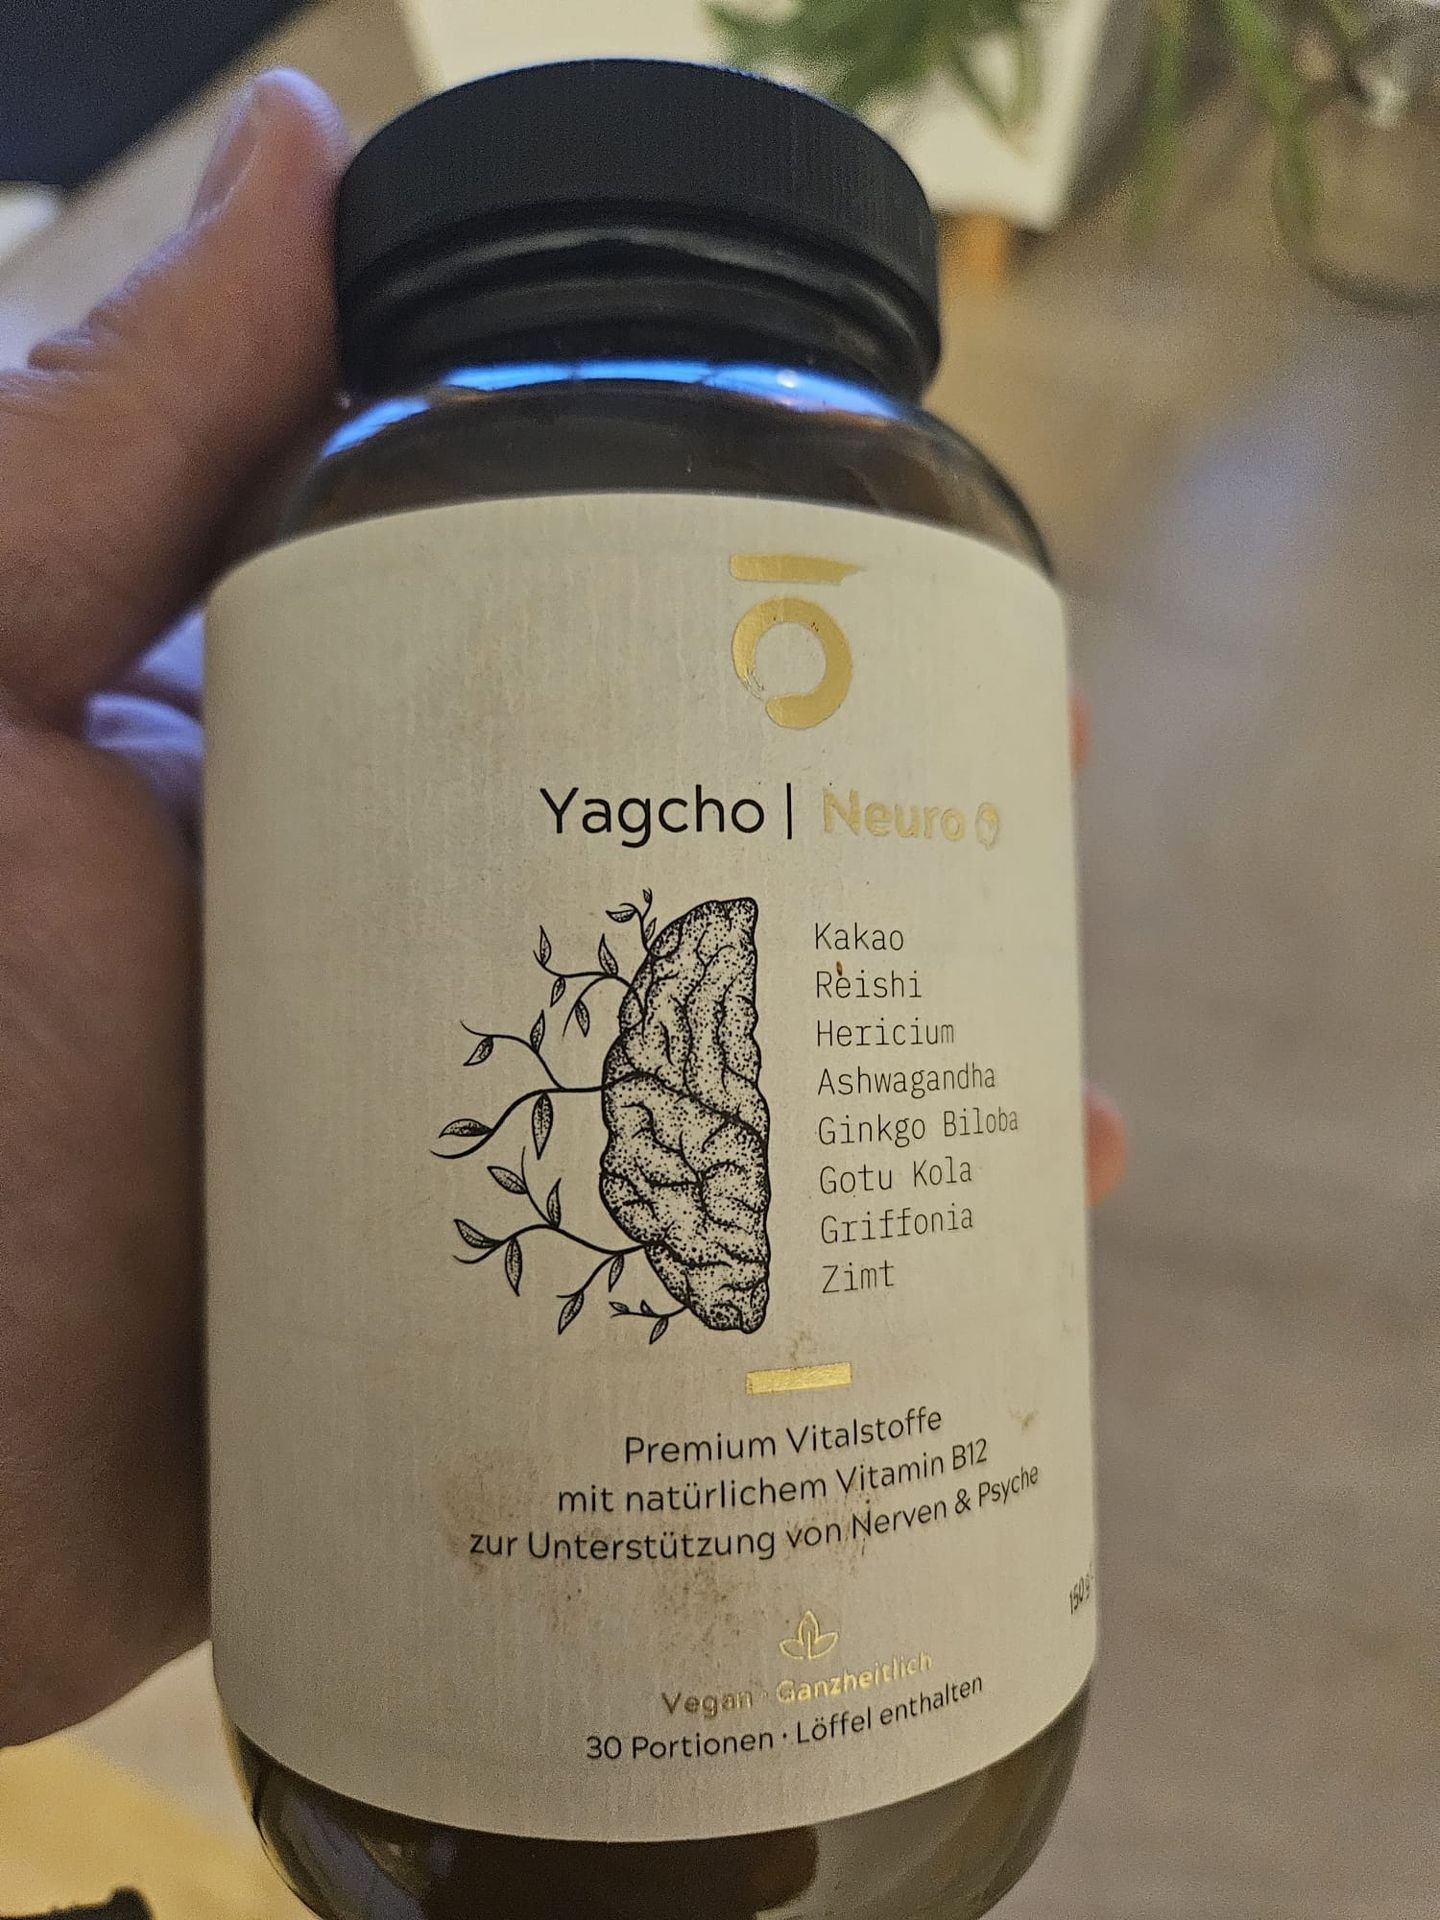 Yagcho | Neuro
Kakao
Reishi
Hericium
Ashwagandha
Ginkgo Biloba
Gotu Kola
Griffonia
Zimt
Premium Vitalstoffe
mit natürlichem Vitamin B12
zur Unterstützung von Nerven & Psyche
150 g
Vegan · Ganzheitlich
30 Portionen · Löffel enthalten